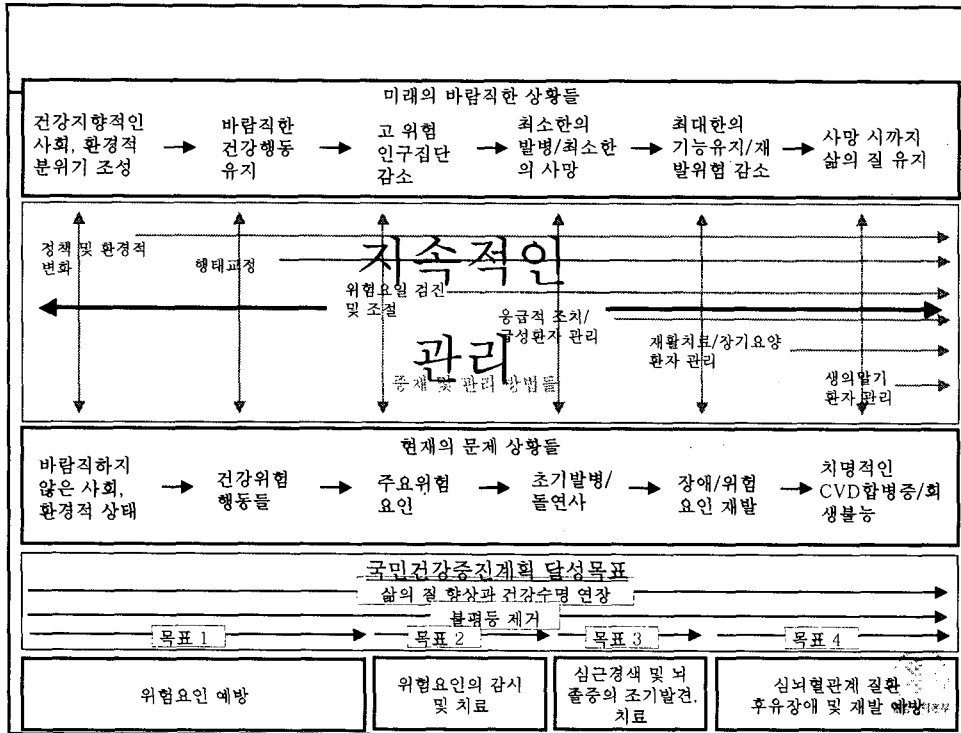 미래의 바람직한 상황들
건강지향적인
사회, 환경적
분위기 조성
바람직한
건강행동
유지
고 위험
인구집단
감소
최소한의
발병/최소한
의 사망
최대한의
기능유지/재
발위험 감소
사망 시까지
삶의 질 유지
정책 및 환경적
변화
행태교정
지속적인
위험요일 검진
및 조절
응급적 조치/
급성환자 관리
재활치료/장기요양
환자 관리
생의말기
환자 관리
관리
중재 및 관리 방법들
현재의 문제 상황들
바람직하지
않은 사회,
환경적 상태
건강위험
행동들
주요위험
요인
초기발병/
돌연사
장애/위험
요인 재발
치명적인
CVD합병증/회
생불능
국민건강증진계획 달성목표
삶의 질 향상과 건강수명 연장
불평등 제거
목표 1
목표 2
목표 3
목표 4
위험요인 예방
위험요인의 감시
및 치료
심근경색 및 뇌
졸중의 조기발견,
치료
심뇌혈관계 질환
후유장애 및 재발 예방